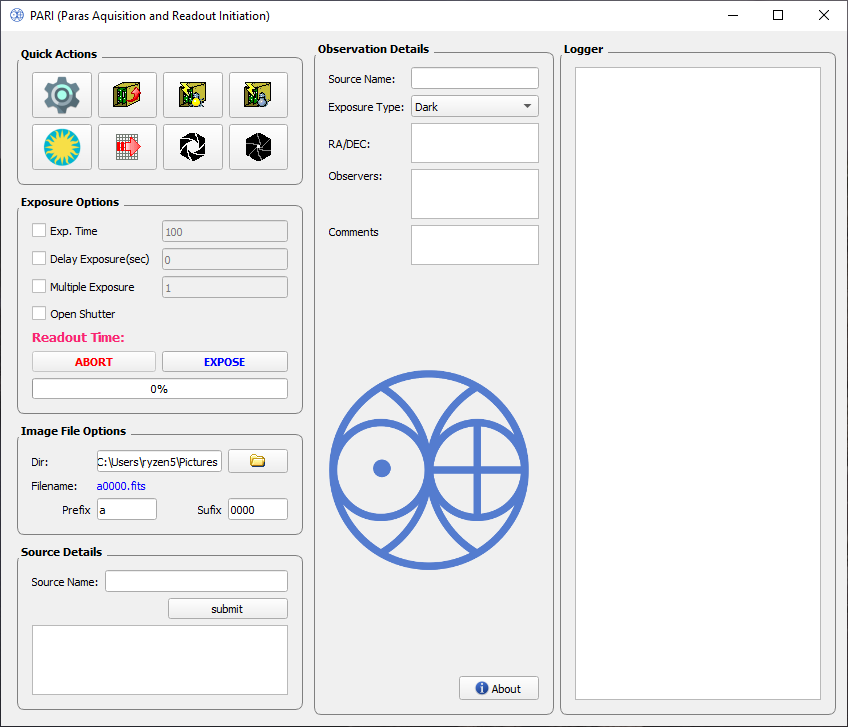 PARI (Paras Aquisition and Readout Initiation)
Quick Actions
Exposure Options
Exp. Time
100
Delay Exposure(sec)
0
Multiple Exposure
1
Open Shutter
Readout Time:
ABORT
EXPOSE
0%
Image File Options
Dir:
C:\Users\ryzen5\Pictures
Filename:
a0000.fits
Prefix
a
Sufix
0000
Source Details
Source Name:
submit
Observation Details
Source Name:
Exposure Type:
Dark
RA/DEC:
Observers:
Comments
About
Logger